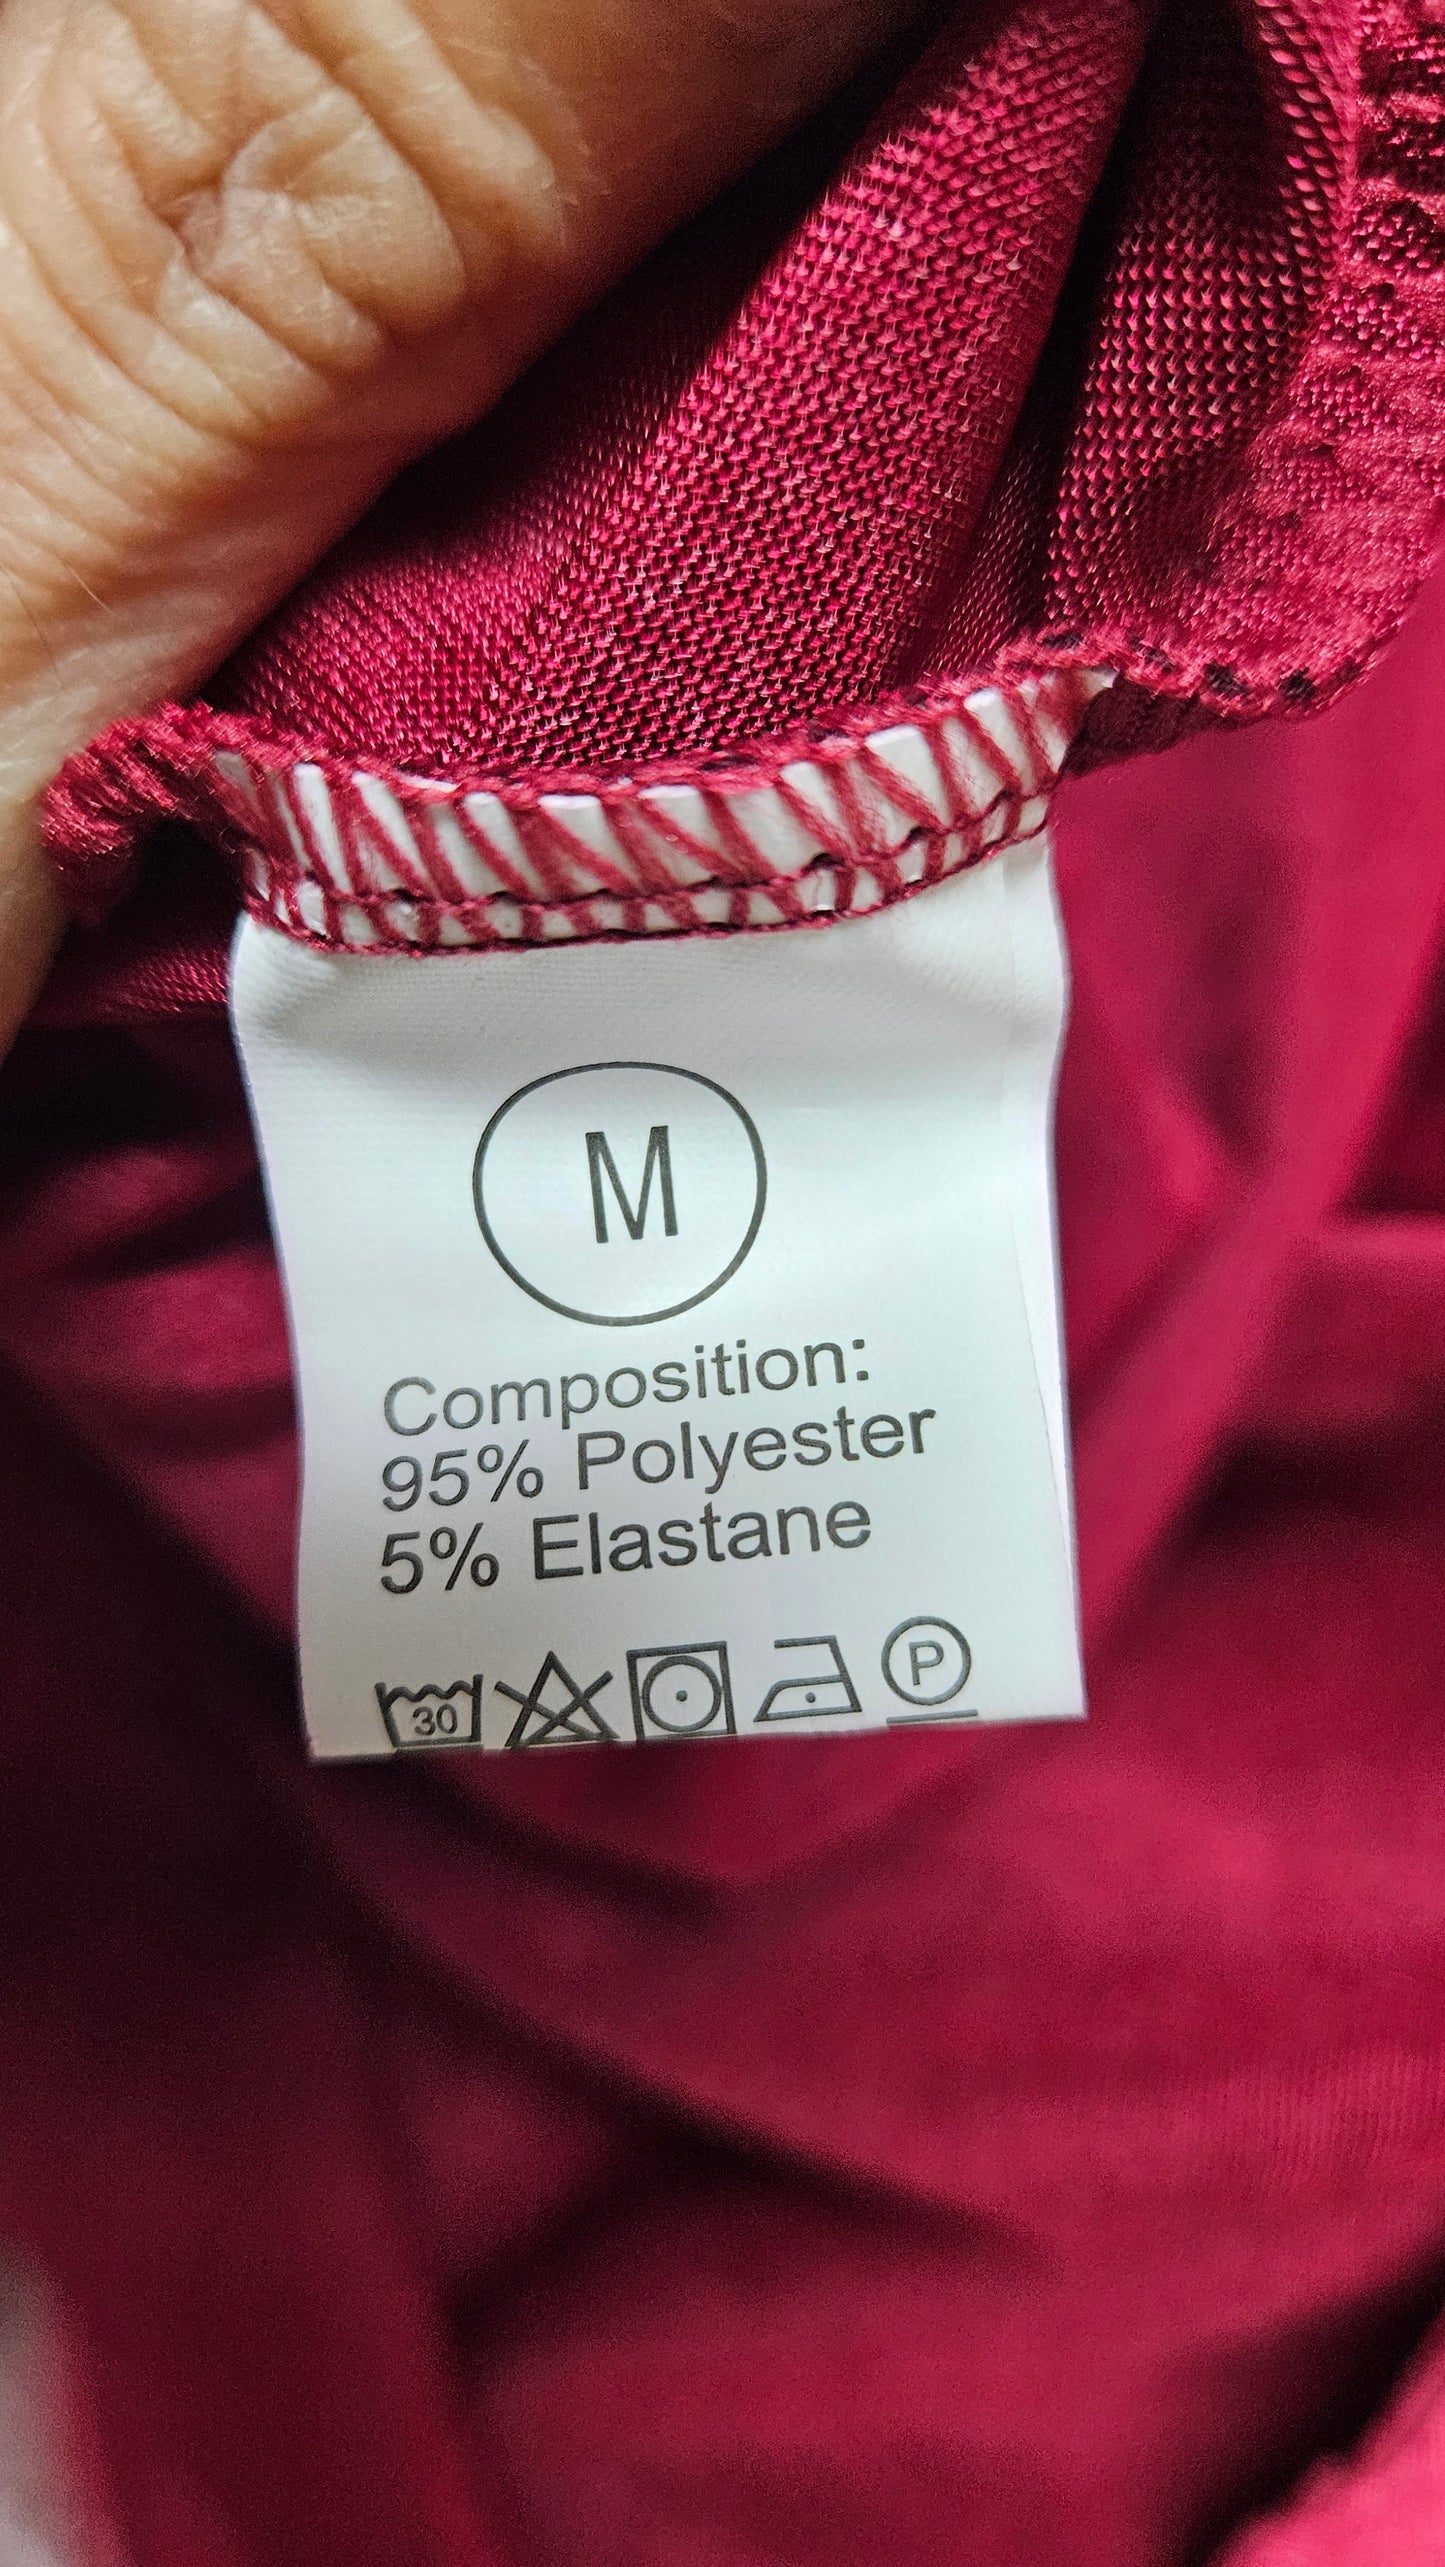 M
Composition:
95% Polyester
5% Elastane
30 P